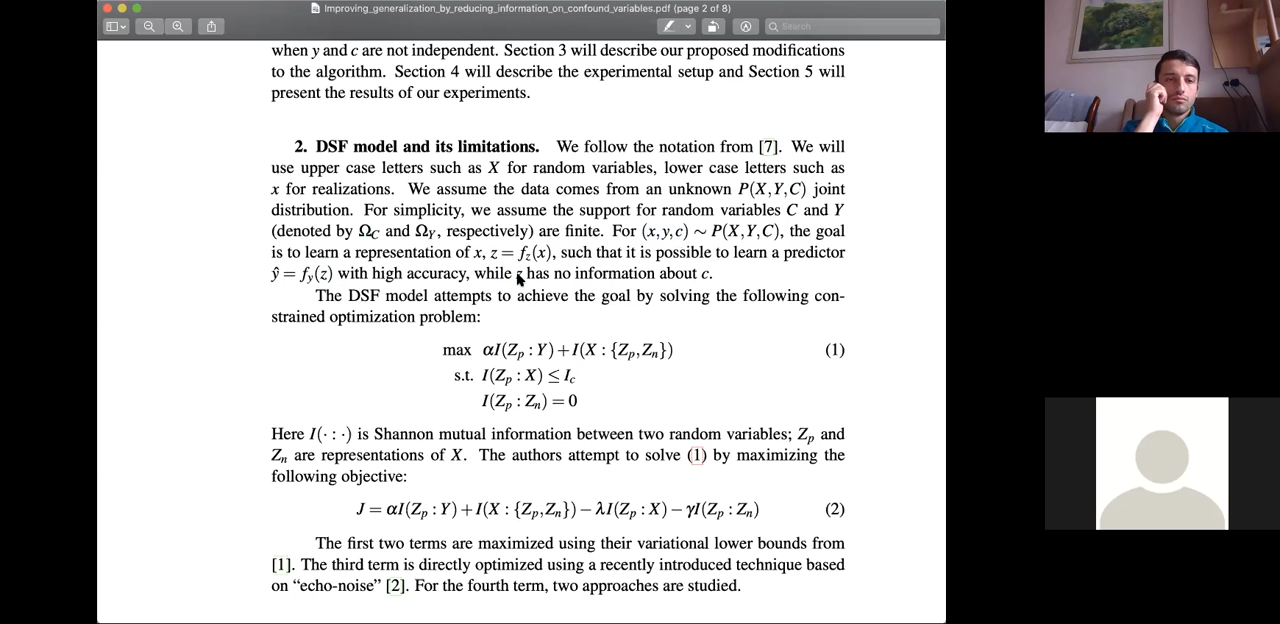 Improving_generalization_by_reducing_information_on_confound_variables.pdf (page 2 of 8)
Search
when y and c are not independent. Section 3 will describe our proposed modifications
to the algorithm. Section 4 will describe the experimental setup and Section 5 will
present the results of our experiments.
2. DSF model and its limitations. We follow the notation from [7]. We will
use upper case letters such as X for random variables, lower case letters such as
x for realizations. We assume the data comes from an unknown P(X,Y,C) joint
distribution. For simplicity, we assume the support for random variables C and Y
(denoted by Ω_C and Ω_Y, respectively) are finite. For (x,y,c) ∼ P(X,Y,C), the goal
is to learn a representation of x, z = f_z(x), such that it is possible to learn a predictor
ŷ = f_y(z) with high accuracy, while z has no information about c.
The DSF model attempts to achieve the goal by solving the following con-
strained optimization problem:
max αI(Z_p : Y) + I(X : {Z_p, Z_n}) (1)
s.t. I(Z_p : X) ≤ I_c
I(Z_p : Z_n) = 0
Here I(· : ·) is Shannon mutual information between two random variables; Z_p and
Z_n are representations of X. The authors attempt to solve (1) by maximizing the
following objective:
J = αI(Z_p : Y) + I(X : {Z_p, Z_n}) − λI(Z_p : X) − γI(Z_p : Z_n) (2)
The first two terms are maximized using their variational lower bounds from
[1]. The third term is directly optimized using a recently introduced technique based
on “echo-noise” [2]. For the fourth term, two approaches are studied.